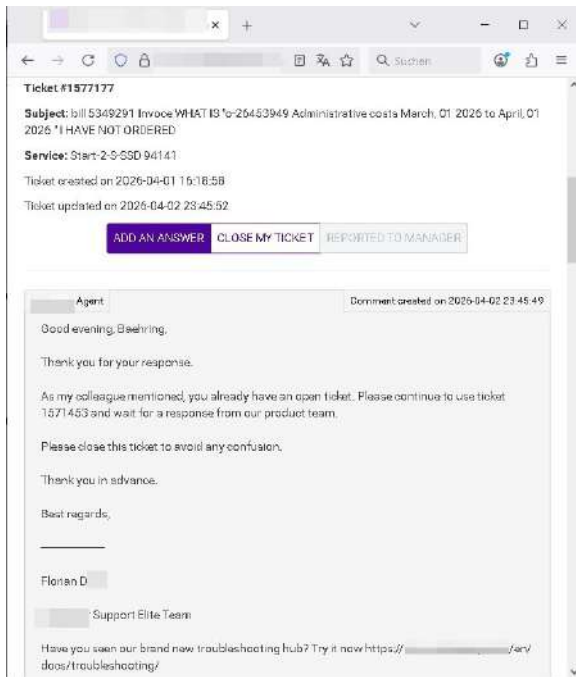 Suchen
Ticket #1577177
Subject: bill 5349291 Invoce WHAT IS "o-26453949 Administrative costs March, 01 2026 to April, 01
2026 "I HAVE NOT ORDERED
Service: Start-2-S-SSD 94141
Ticket created on 2026-04-01 16:18:58
Ticket updated on 2026-04-02 23:45:52
ADD AN ANSWER CLOSE MY TICKET REPORTED TO MANAGER
Agent Comment created on 2026-04-02 23:45:49
Good evening, Baehring,
Thank you for your response.
As my colleague mentioned, you already have an open ticket. Please continue to use ticket
1571453 and wait for a response from our product team.
Please close this ticket to avoid any confusion.
Thank you in advance.
Best regards,
Florian D
Support Elite Team
Have you seen our brand new troubleshooting hub? Try it now https:// /en/
docs/troubleshooting/